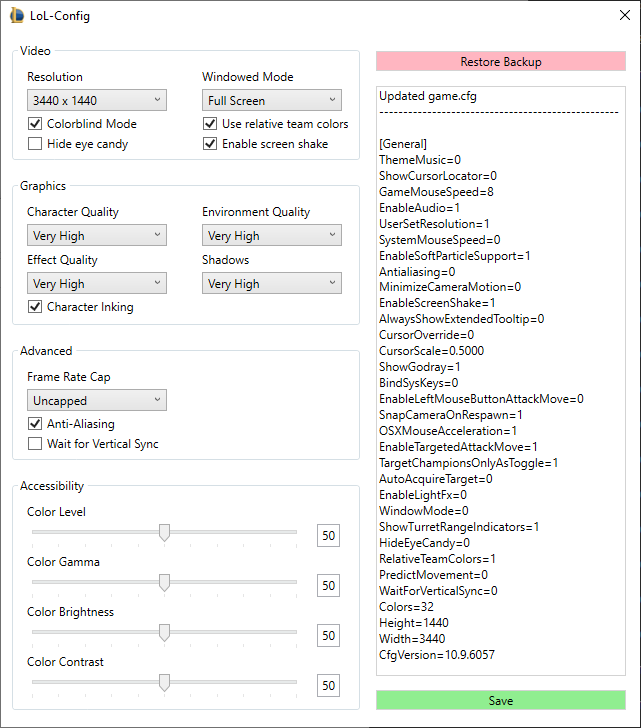 LoL-Config
Video
Resolution
Windowed Mode
3440 x 1440
Full Screen
Colorblind Mode
Use relative team colors
Hide eye candy
Enable screen shake
Graphics
Character Quality
Environment Quality
Very High
Very High
Effect Quality
Shadows
Very High
Very High
Character Inking
Advanced
Frame Rate Cap
Uncapped
Anti-Aliasing
Wait for Vertical Sync
Accessibility
Color Level
50
Color Gamma
50
Color Brightness
50
Color Contrast
50
Restore Backup
Updated game.cfg
--------------------------------------------------
[General]
ThemeMusic=0
ShowCursorLocator=0
GameMouseSpeed=8
EnableAudio=1
UserSetResolution=1
SystemMouseSpeed=0
EnableSoftParticleSupport=1
Antialiasing=0
MinimizeCameraMotion=0
EnableScreenShake=1
AlwaysShowExtendedTooltip=0
CursorOverride=0
CursorScale=0.5000
ShowGodray=1
BindSysKeys=0
EnableLeftMouseButtonAttackMove=0
SnapCameraOnRespawn=1
OSXMouseAcceleration=1
EnableTargetedAttackMove=1
TargetChampionsOnlyAsToggle=1
AutoAcquireTarget=0
EnableLightFx=0
WindowMode=0
ShowTurretRangeIndicators=1
HideEyeCandy=0
RelativeTeamColors=1
PredictMovement=0
WaitForVerticalSync=0
Colors=32
Height=1440
Width=3440
CfgVersion=10.9.6057
Save